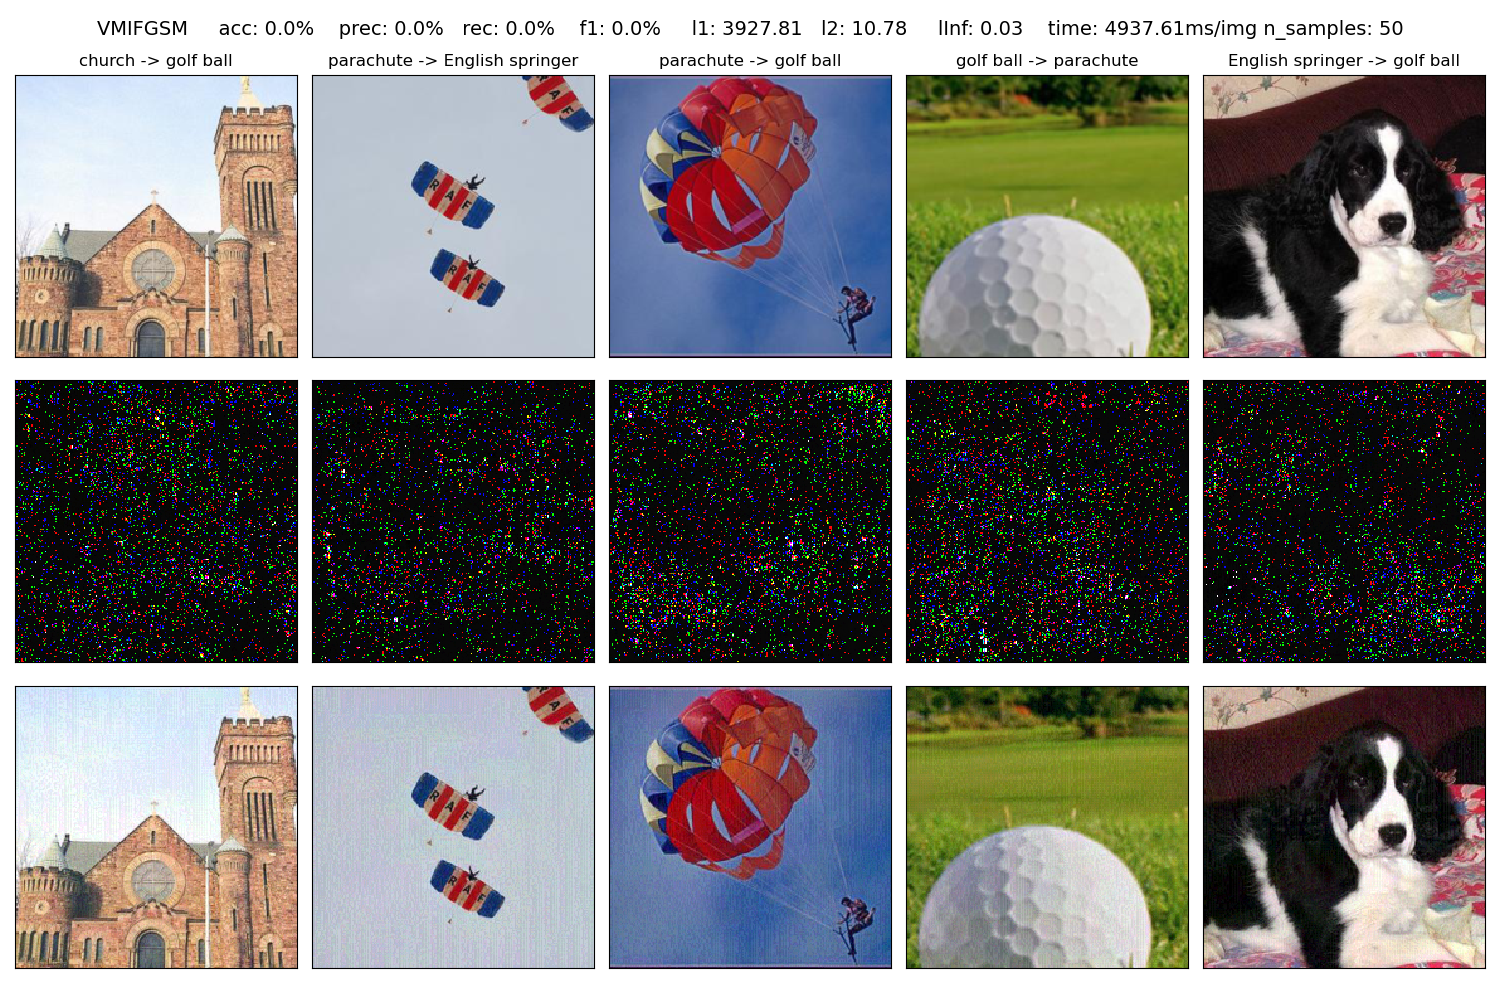 VMIFGSM acc: 0.0% prec: 0.0% rec: 0.0% f1: 0.0% l1: 3927.81 l2: 10.78 lInf: 0.03 time: 4937.61ms/img n_samples: 50
church -> golf ball
parachute -> English springer
parachute -> golf ball
golf ball -> parachute
English springer -> golf ball
RAF
RAF
RAF
RAF